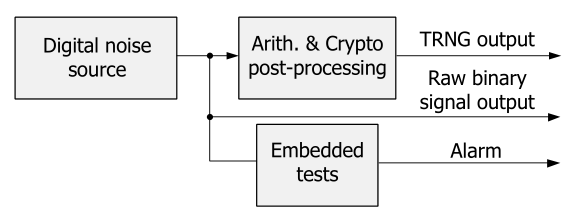 Digital noise
source
Arith. & Crypto
post-processing
TRNG output
Raw binary
signal output
Embedded
tests
Alarm